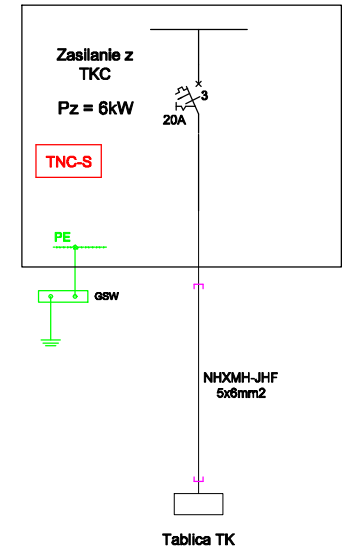 Zasilanie z
TKC
Pz = 6kW
3
20A
TNC-S
PE
GSW
NHXMH-JHF
5x6mm2
Tablica TK